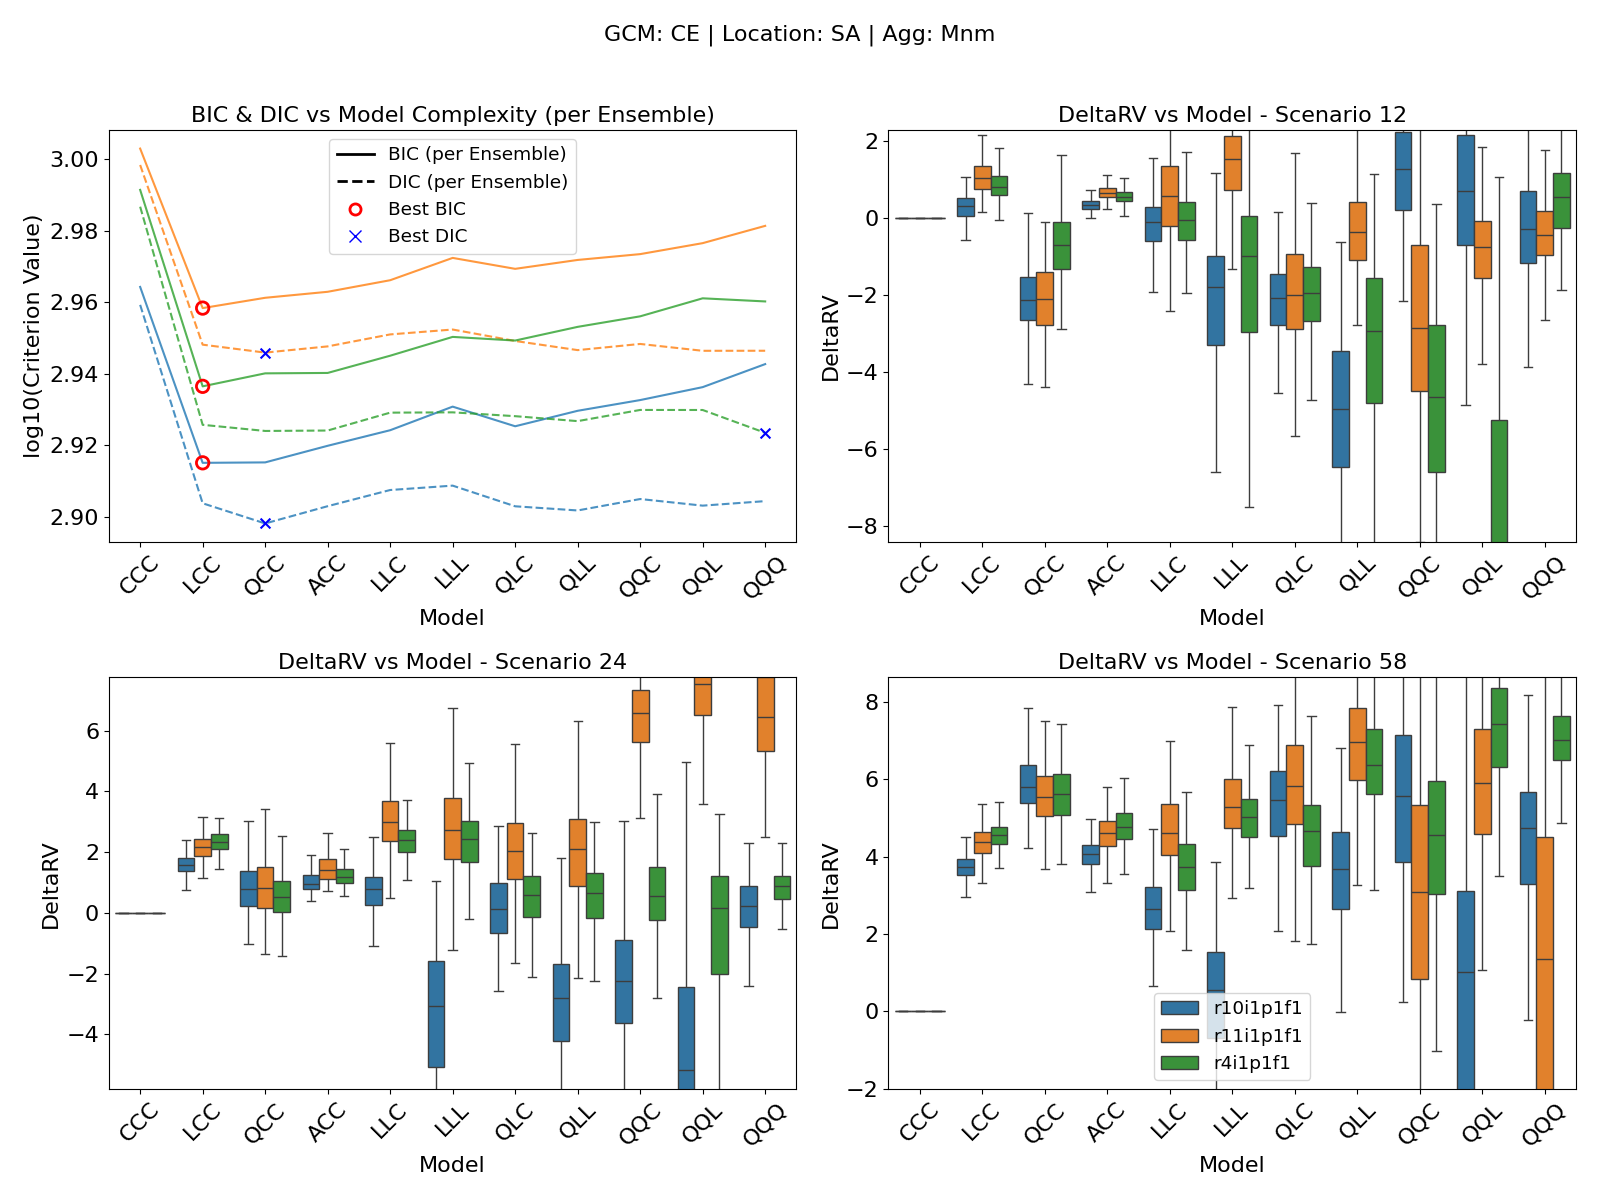 GCM: CE | Location: SA | Agg: Mnm
BIC & DIC vs Model Complexity (per Ensemble)
log10(Criterion Value)
3.00
2.98
2.96
2.94
2.92
2.90
BIC (per Ensemble)
DIC (per Ensemble)
Best BIC
Best DIC
CCC LCC QCC ACC LLC LLL QLC QLL QQC QQL QQQ
Model
DeltaRV vs Model - Scenario 12
DeltaRV
2
0
−2
−4
−6
−8
CCC LCC QCC ACC LLC LLL QLC QLL QQC QQL QQQ
Model
DeltaRV vs Model - Scenario 24
DeltaRV
6
4
2
0
−2
−4
CCC LCC QCC ACC LLC LLL QLC QLL QQC QQL QQQ
Model
DeltaRV vs Model - Scenario 58
DeltaRV
8
6
4
2
0
−2
r10i1p1f1
r11i1p1f1
r4i1p1f1
CCC LCC QCC ACC LLC LLL QLC QLL QQC QQL QQQ
Model